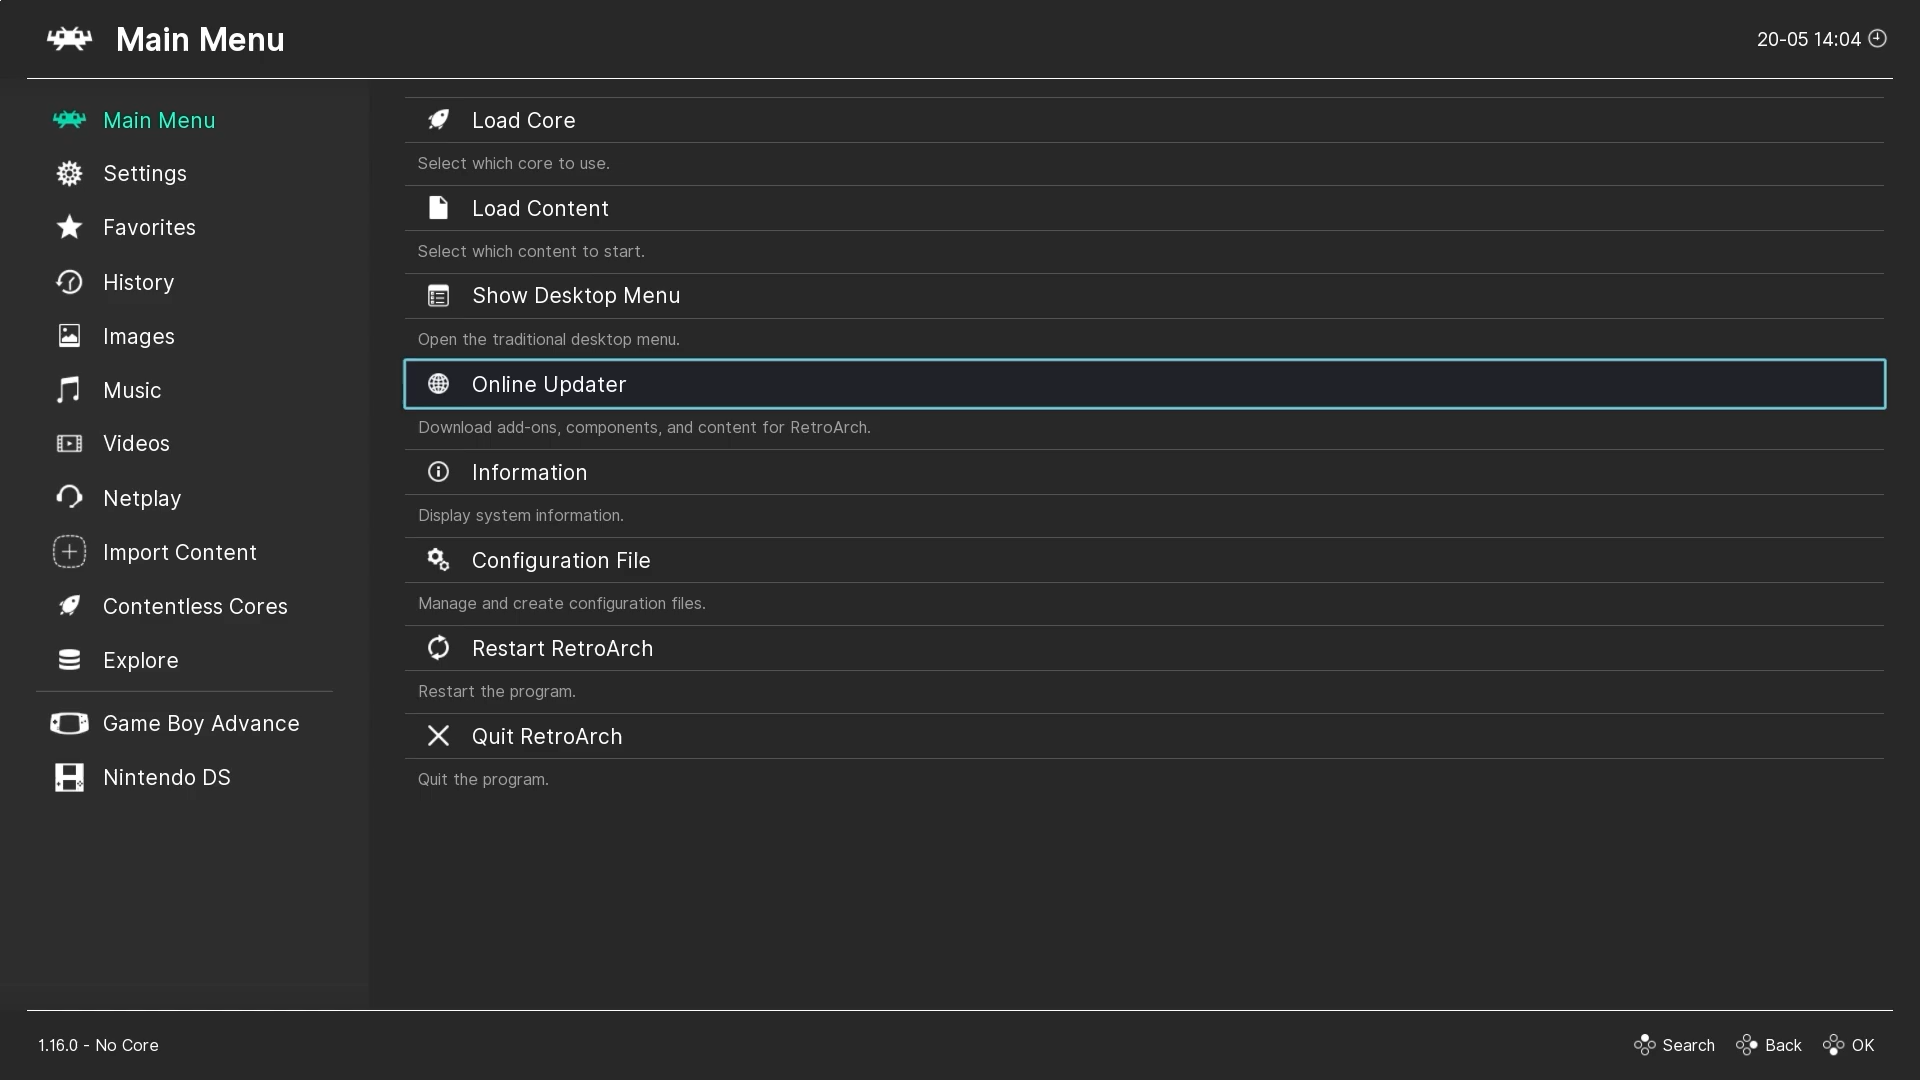 Main Menu
20-05 14:04
Main Menu
Settings
Favorites
History
Images
Music
Videos
Netplay
Import Content
Contentless Cores
Explore
Game Boy Advance
Nintendo DS
Load Core
Select which core to use.
Load Content
Select which content to start.
Show Desktop Menu
Open the traditional desktop menu.
Online Updater
Download add-ons, components, and content for RetroArch.
Information
Display system information.
Configuration File
Manage and create configuration files.
Restart RetroArch
Restart the program.
Quit RetroArch
Quit the program.
1.16.0 - No Core
Search Back OK